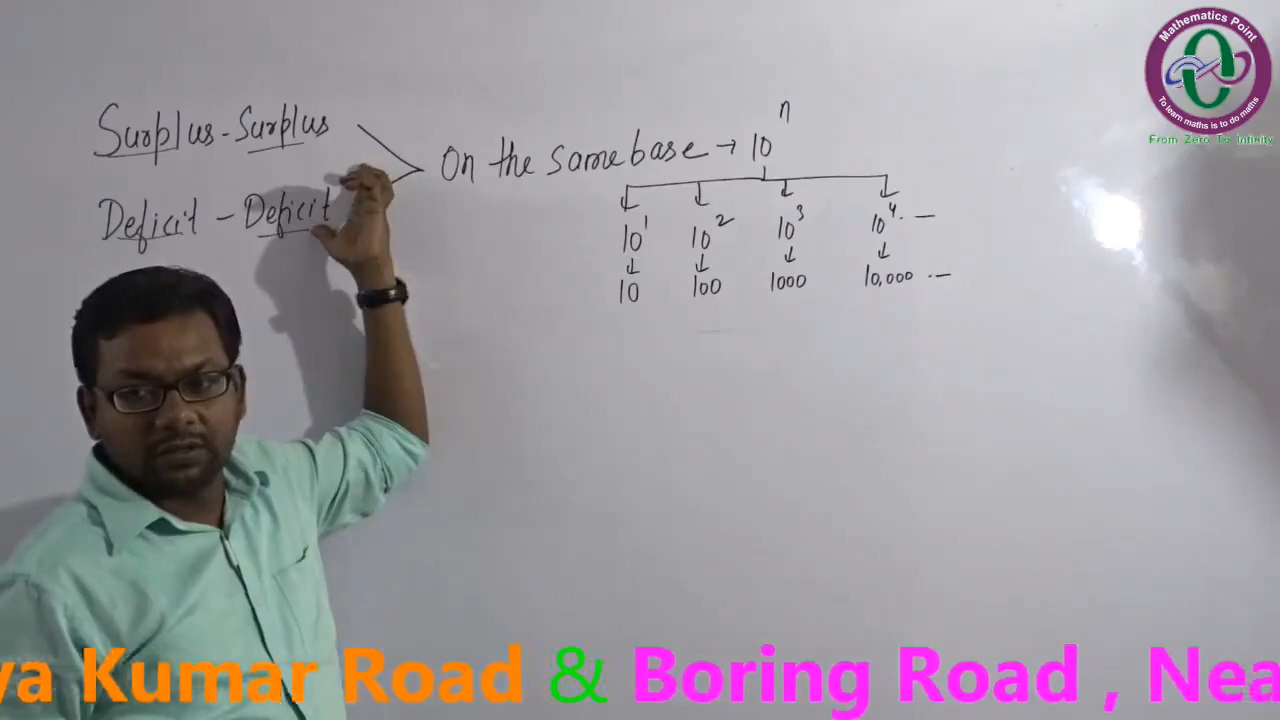 Mathematics Point
To learn maths is to do maths
From Zero To Infinity
Surplus - Surplus
Deficit - Deficit
On the same base → 10ⁿ
10¹ 10² 10³ 10⁴.. —
↓ ↓ ↓ ↓
10 100 1000 10,000 .. —
va Kumar Road & Boring Road , Nea